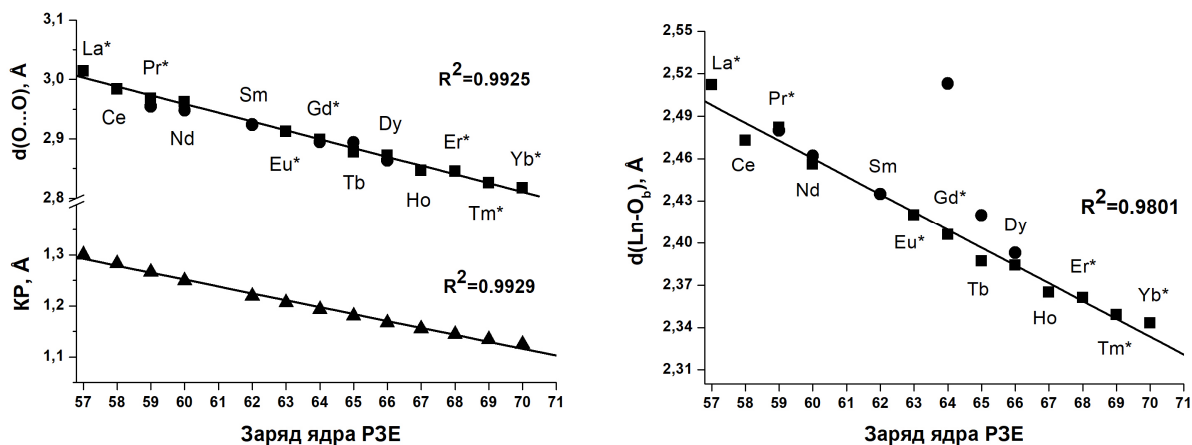 d(O...O), Å
КР, Å
3,1
3,0
2,9
2,8
1,3
1,2
1,1
La*
Ce
Pr*
Nd
Sm
Eu*
Gd*
Tb
Dy
Ho
Er*
Tm*
Yb*
R²=0.9925
R²=0.9929
57 58 59 60 61 62 63 64 65 66 67 68 69 70 71
Заряд ядра РЗЕ
d(Ln-Ob), Å
2,55
2,52
2,49
2,46
2,43
2,40
2,37
2,34
2,31
La*
Ce
Pr*
Nd
Sm
Eu*
Gd*
Tb
Dy
Ho
Er*
Tm*
Yb*
R²=0.9801
57 58 59 60 61 62 63 64 65 66 67 68 69 70 71
Заряд ядра РЗЕ